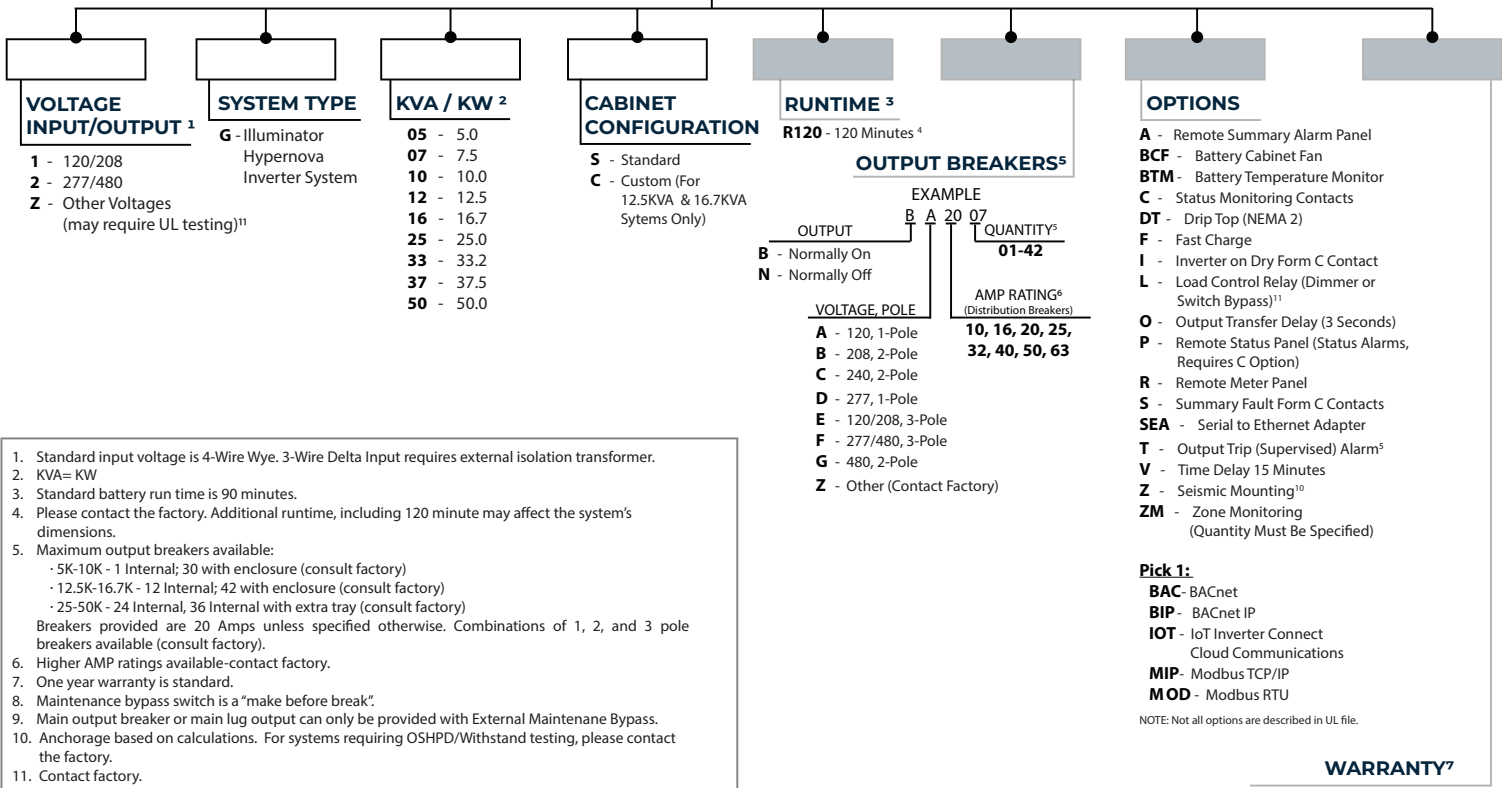 VOLTAGE
INPUT/OUTPUT ¹
1 - 120/208
2 - 277/480
Z - Other Voltages
(may require UL testing)¹¹
SYSTEM TYPE
G - Illuminator
Hypernova
Inverter System
KVA / KW ²
05 - 5.0
07 - 7.5
10 - 10.0
12 - 12.5
16 - 16.7
25 - 25.0
33 - 33.2
37 - 37.5
50 - 50.0
CABINET
CONFIGURATION
S - Standard
C - Custom (For
12.5KVA & 16.7KVA
Sytems Only)
RUNTIME ³
R120 - 120 Minutes ⁴
OUTPUT BREAKERS⁵
EXAMPLE
B A 20 07
OUTPUT
B - Normally On
N - Normally Off
QUANTITY⁵
01-42
VOLTAGE, POLE
A - 120, 1-Pole
B - 208, 2-Pole
C - 240, 2-Pole
D - 277, 1-Pole
E - 120/208, 3-Pole
F - 277/480, 3-Pole
G - 480, 2-Pole
Z - Other (Contact Factory)
AMP RATING⁶
(Distribution Breakers)
10, 16, 20, 25,
32, 40, 50, 63
OPTIONS
A - Remote Summary Alarm Panel
BCF - Battery Cabinet Fan
BTM - Battery Temperature Monitor
C - Status Monitoring Contacts
DT - Drip Top (NEMA 2)
F - Fast Charge
I - Inverter on Dry Form C Contact
L - Load Control Relay (Dimmer or
Switch Bypass)¹¹
O - Output Transfer Delay (3 Seconds)
P - Remote Status Panel (Status Alarms,
Requires C Option)
R - Remote Meter Panel
S - Summary Fault Form C Contacts
SEA - Serial to Ethernet Adapter
T - Output Trip (Supervised) Alarm⁵
V - Time Delay 15 Minutes
Z - Seismic Mounting¹⁰
ZM - Zone Monitoring
(Quantity Must Be Specified)
Pick 1:
BAC- BACnet
BIP - BACnet IP
IOT - IoT Inverter Connect
Cloud Communications
MIP- Modbus TCP/IP
MOD - Modbus RTU
NOTE: Not all options are described in UL file.
WARRANTY⁷
1. Standard input voltage is 4-Wire Wye. 3-Wire Delta Input requires external isolation transformer.
2. KVA= KW
3. Standard battery run time is 90 minutes.
4. Please contact the factory. Additional runtime, including 120 minute may affect the system's
dimensions.
5. Maximum output breakers available:
· 5K-10K - 1 Internal; 30 with enclosure (consult factory)
· 12.5K-16.7K - 12 Internal; 42 with enclosure (consult factory)
· 25-50K - 24 Internal, 36 Internal with extra tray (consult factory)
Breakers provided are 20 Amps unless specified otherwise. Combinations of 1, 2, and 3 pole
breakers available (consult factory).
6. Higher AMP ratings available-contact factory.
7. One year warranty is standard.
8. Maintenance bypass switch is a "make before break".
9. Main output breaker or main lug output can only be provided with External Maintenane Bypass.
10. Anchorage based on calculations. For systems requiring OSHPD/Withstand testing, please contact
the factory.
11. Contact factory.